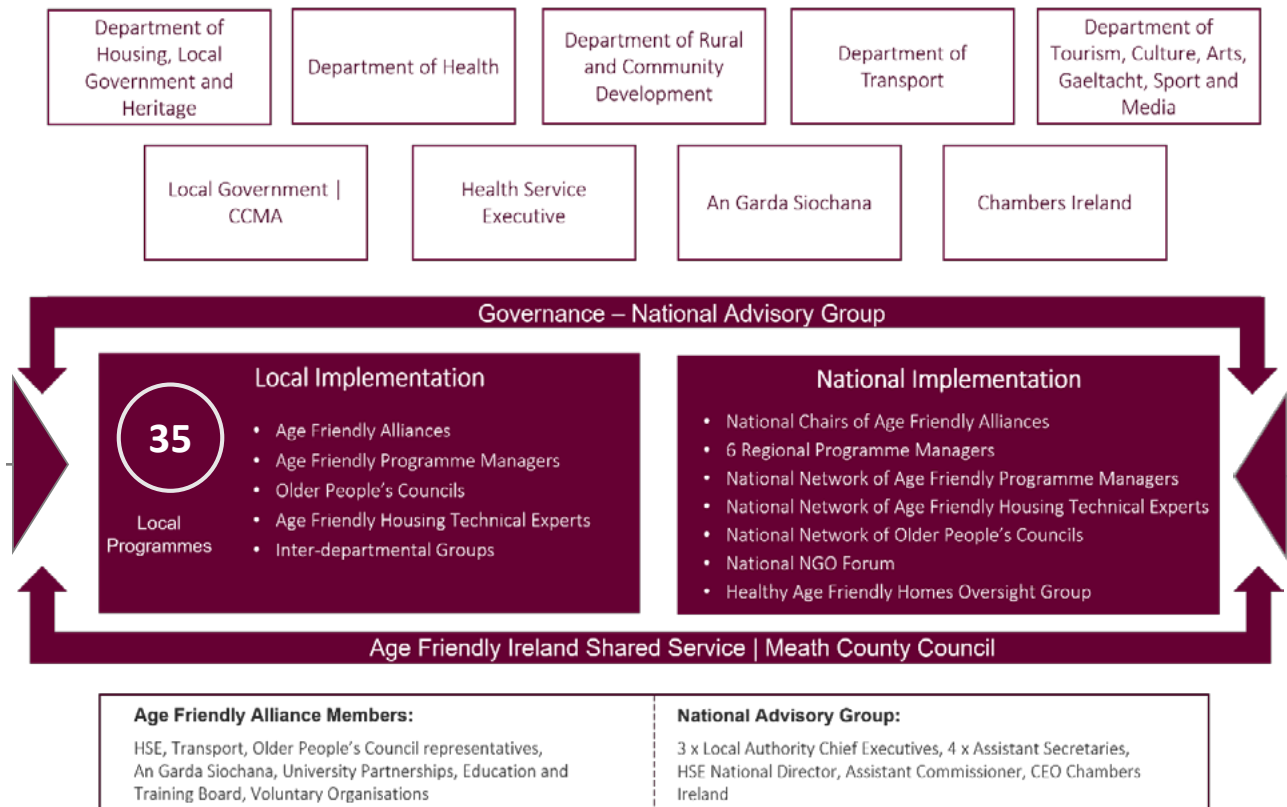 Department of
Housing, Local
Government and
Heritage
Department of Health
Department of Rural
and Community
Development
Department of
Transport
Department of
Tourism, Culture, Arts,
Gaeltacht, Sport and
Media
Local Government |
CCMA
Health Service
Executive
An Garda Siochana
Chambers Ireland
Governance – National Advisory Group
35
Local
Programmes
Local Implementation
• Age Friendly Alliances
• Age Friendly Programme Managers
• Older People’s Councils
• Age Friendly Housing Technical Experts
• Inter-departmental Groups
National Implementation
• National Chairs of Age Friendly Alliances
• 6 Regional Programme Managers
• National Network of Age Friendly Programme Managers
• National Network of Age Friendly Housing Technical Experts
• National Network of Older People’s Councils
• National NGO Forum
• Healthy Age Friendly Homes Oversight Group
Age Friendly Ireland Shared Service | Meath County Council
Age Friendly Alliance Members:
HSE, Transport, Older People’s Council representatives,
An Garda Siochana, University Partnerships, Education and
Training Board, Voluntary Organisations
National Advisory Group:
3 x Local Authority Chief Executives, 4 x Assistant Secretaries,
HSE National Director, Assistant Commissioner, CEO Chambers
Ireland